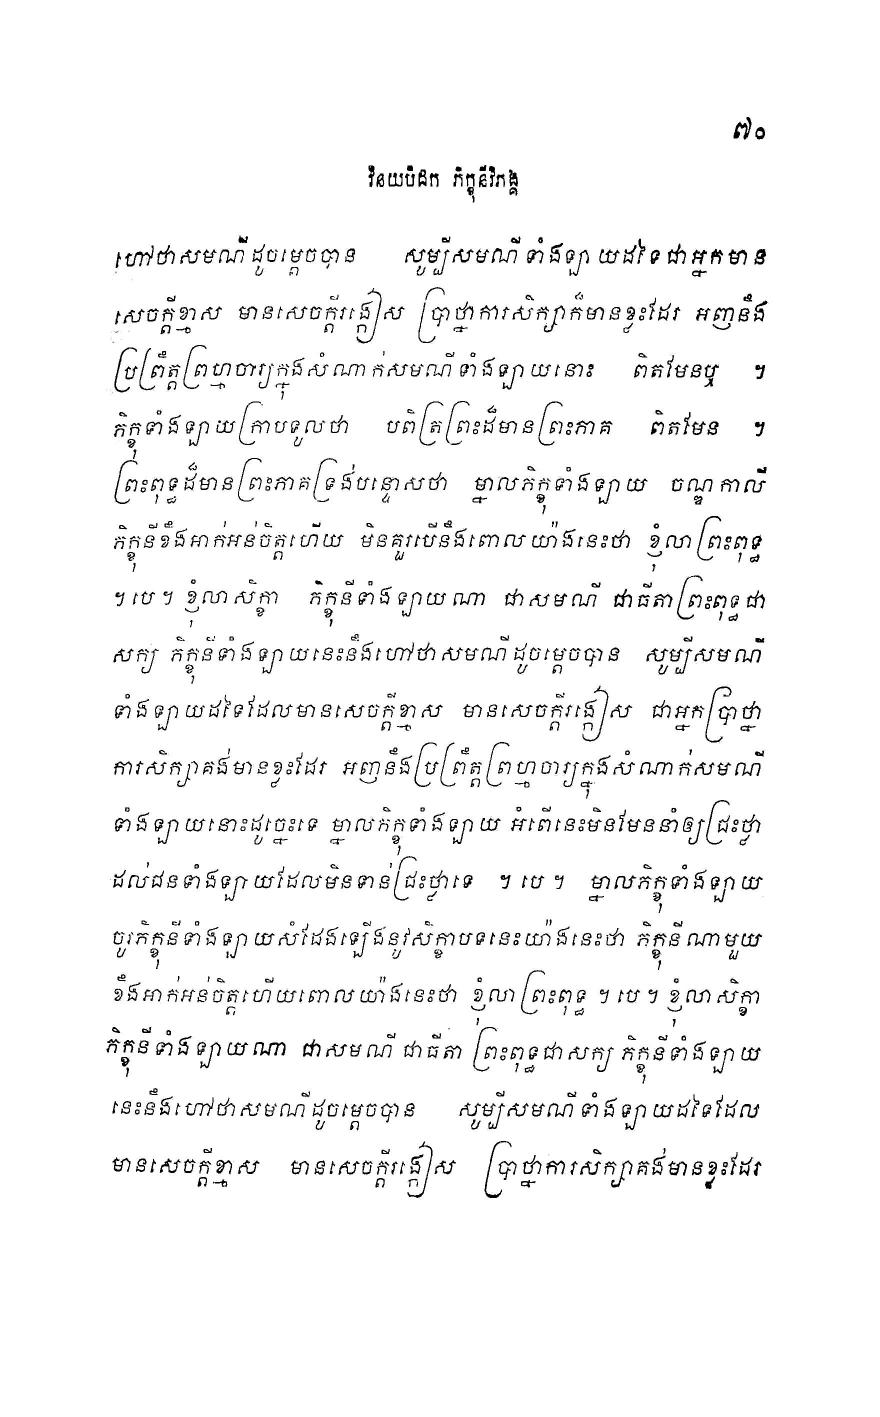 ៧០
វិនយបិដក ភិក្ខុនីវិភង្គ
ហៅថាសមណីដូចម្ដេចបាន សូម្បីសមណីទាំងឡាយដទៃជាអ្នកមាន
សេចក្ដីខ្មាស មានសេចក្ដីរង្កៀស ប្រាថ្នាការសិក្សាក៏មានខ្លះដែរ អញនឹង
ប្រព្រឹត្តព្រហ្មចារ្យក្នុងសំណាក់សមណីទាំងឡាយនោះ ពិតមែនឬ ។
ភិក្ខុទាំងឡាយក្រាបទូលថា បពិត្រព្រះដ៏មានព្រះភាគ ពិតមែន ។
ព្រះពុទ្ធដ៏មានព្រះភាគទ្រង់បន្ទោសថា ម្នាលភិក្ខុទាំងឡាយ ចណ្ឌកាលី
ភិក្ខុនីខឹងអាក់អន់ចិត្តហើយ មិនគួរបើនឹងពោលយ៉ាងនេះថា ខ្ញុំលាព្រះពុទ្ធ
។ បេ ។ ខ្ញុំលាសិក្ខា ភិក្ខុនីទាំងឡាយណា ជាសមណី ជាធីតាព្រះពុទ្ធជា
សក្យ ភិក្ខុនីទាំងឡាយនេះនឹងហៅថាសមណីដូចម្ដេចបាន សូម្បីសមណី
ទាំងឡាយដទៃដែលមានសេចក្ដីខ្មាស មានសេចក្ដីរង្កៀស ជាអ្នកប្រាថ្នា
ការសិក្សាគង់មានខ្លះដែរ អញនឹងប្រព្រឹត្តព្រហ្មចារ្យក្នុងសំណាក់សមណី
ទាំងឡាយនោះដូច្នេះទេ ម្នាលភិក្ខុទាំងឡាយ អំពើនេះមិនមែននាំឲ្យជ្រះថ្លា
ដល់ជនទាំងឡាយដែលមិនទាន់ជ្រះថ្លាទេ ។ បេ ។ ម្នាលភិក្ខុទាំងឡាយ
ចូរភិក្ខុនីទាំងឡាយសំដែងឡើងនូវសិក្ខាបទនេះយ៉ាងនេះថា ភិក្ខុនីណាមួយ
ខឹងអាក់អន់ចិត្តហើយពោលយ៉ាងនេះថា ខ្ញុំលាព្រះពុទ្ធ ។ បេ ។ ខ្ញុំលាសិក្ខា
ភិក្ខុនីទាំងឡាយណា ជាសមណី ជាធីតា ព្រះពុទ្ធជាសក្យ ភិក្ខុនីទាំងឡាយ
នេះនឹងហៅថាសមណីដូចម្ដេចបាន សូម្បីសមណីទាំងឡាយដទៃដែល
មានសេចក្ដីខ្មាស មានសេចក្ដីរង្កៀស ប្រាថ្នាការសិក្សាគង់មានខ្លះដែរ